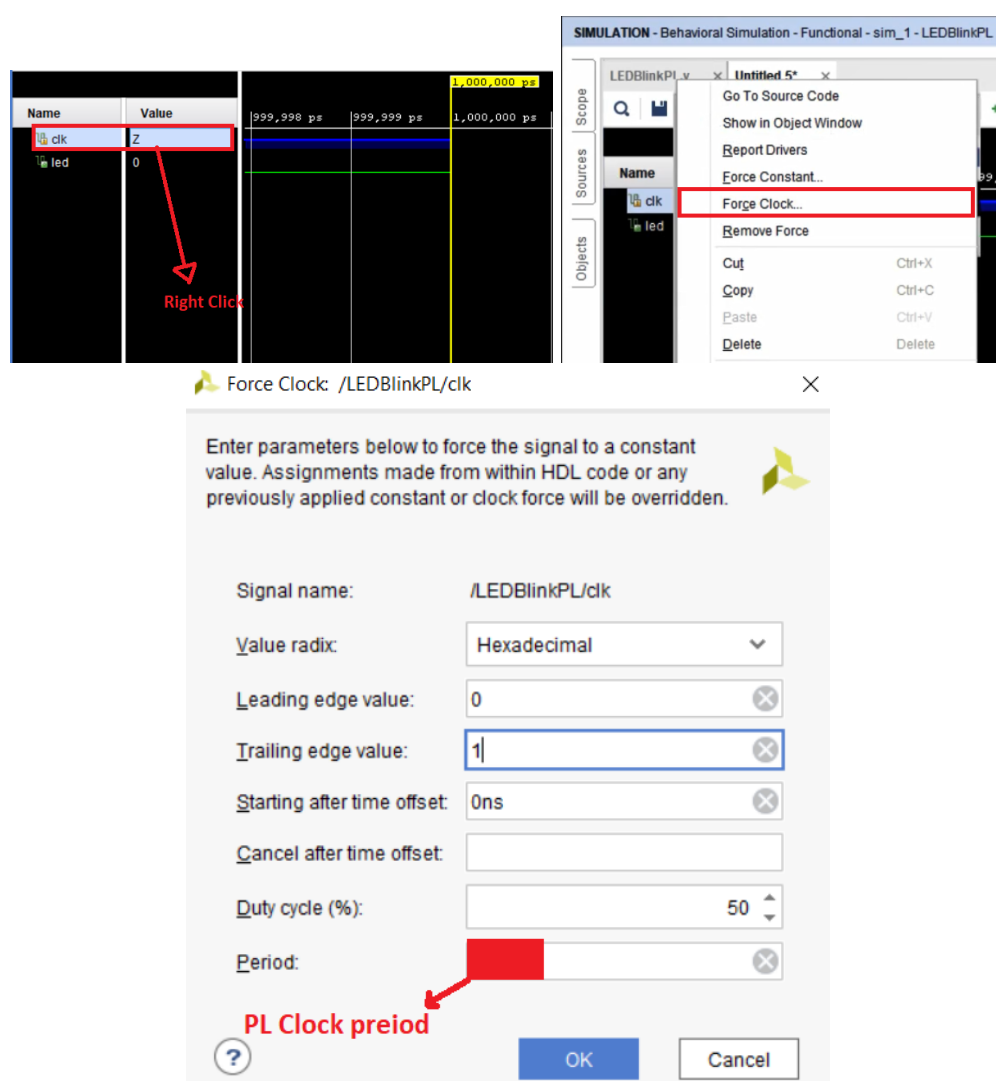 1,000,000 ps
Name Value
999,998 ps 999,999 ps 1,000,000 ps
clk Z
led 0
Right Click
SIMULATION - Behavioral Simulation - Functional - sim_1 - LEDBlinkPL
LEDBlinkPL.v × Untitled 5* ×
Scope
Sources
Objects
Name
clk
led
99,
Go To Source Code
Show in Object Window
Report Drivers
Force Constant...
Force Clock...
Remove Force
Cut Ctrl+X
Copy Ctrl+C
Paste Ctrl+V
Delete Delete
Force Clock: /LEDBlinkPL/clk
Enter parameters below to force the signal to a constant
value. Assignments made from within HDL code or any
previously applied constant or clock force will be overridden.
Signal name: /LEDBlinkPL/clk
Value radix: Hexadecimal
Leading edge value: 0
Trailing edge value: 1
Starting after time offset: 0ns
Cancel after time offset:
Duty cycle (%): 50
Period:
PL Clock preiod
? OK Cancel